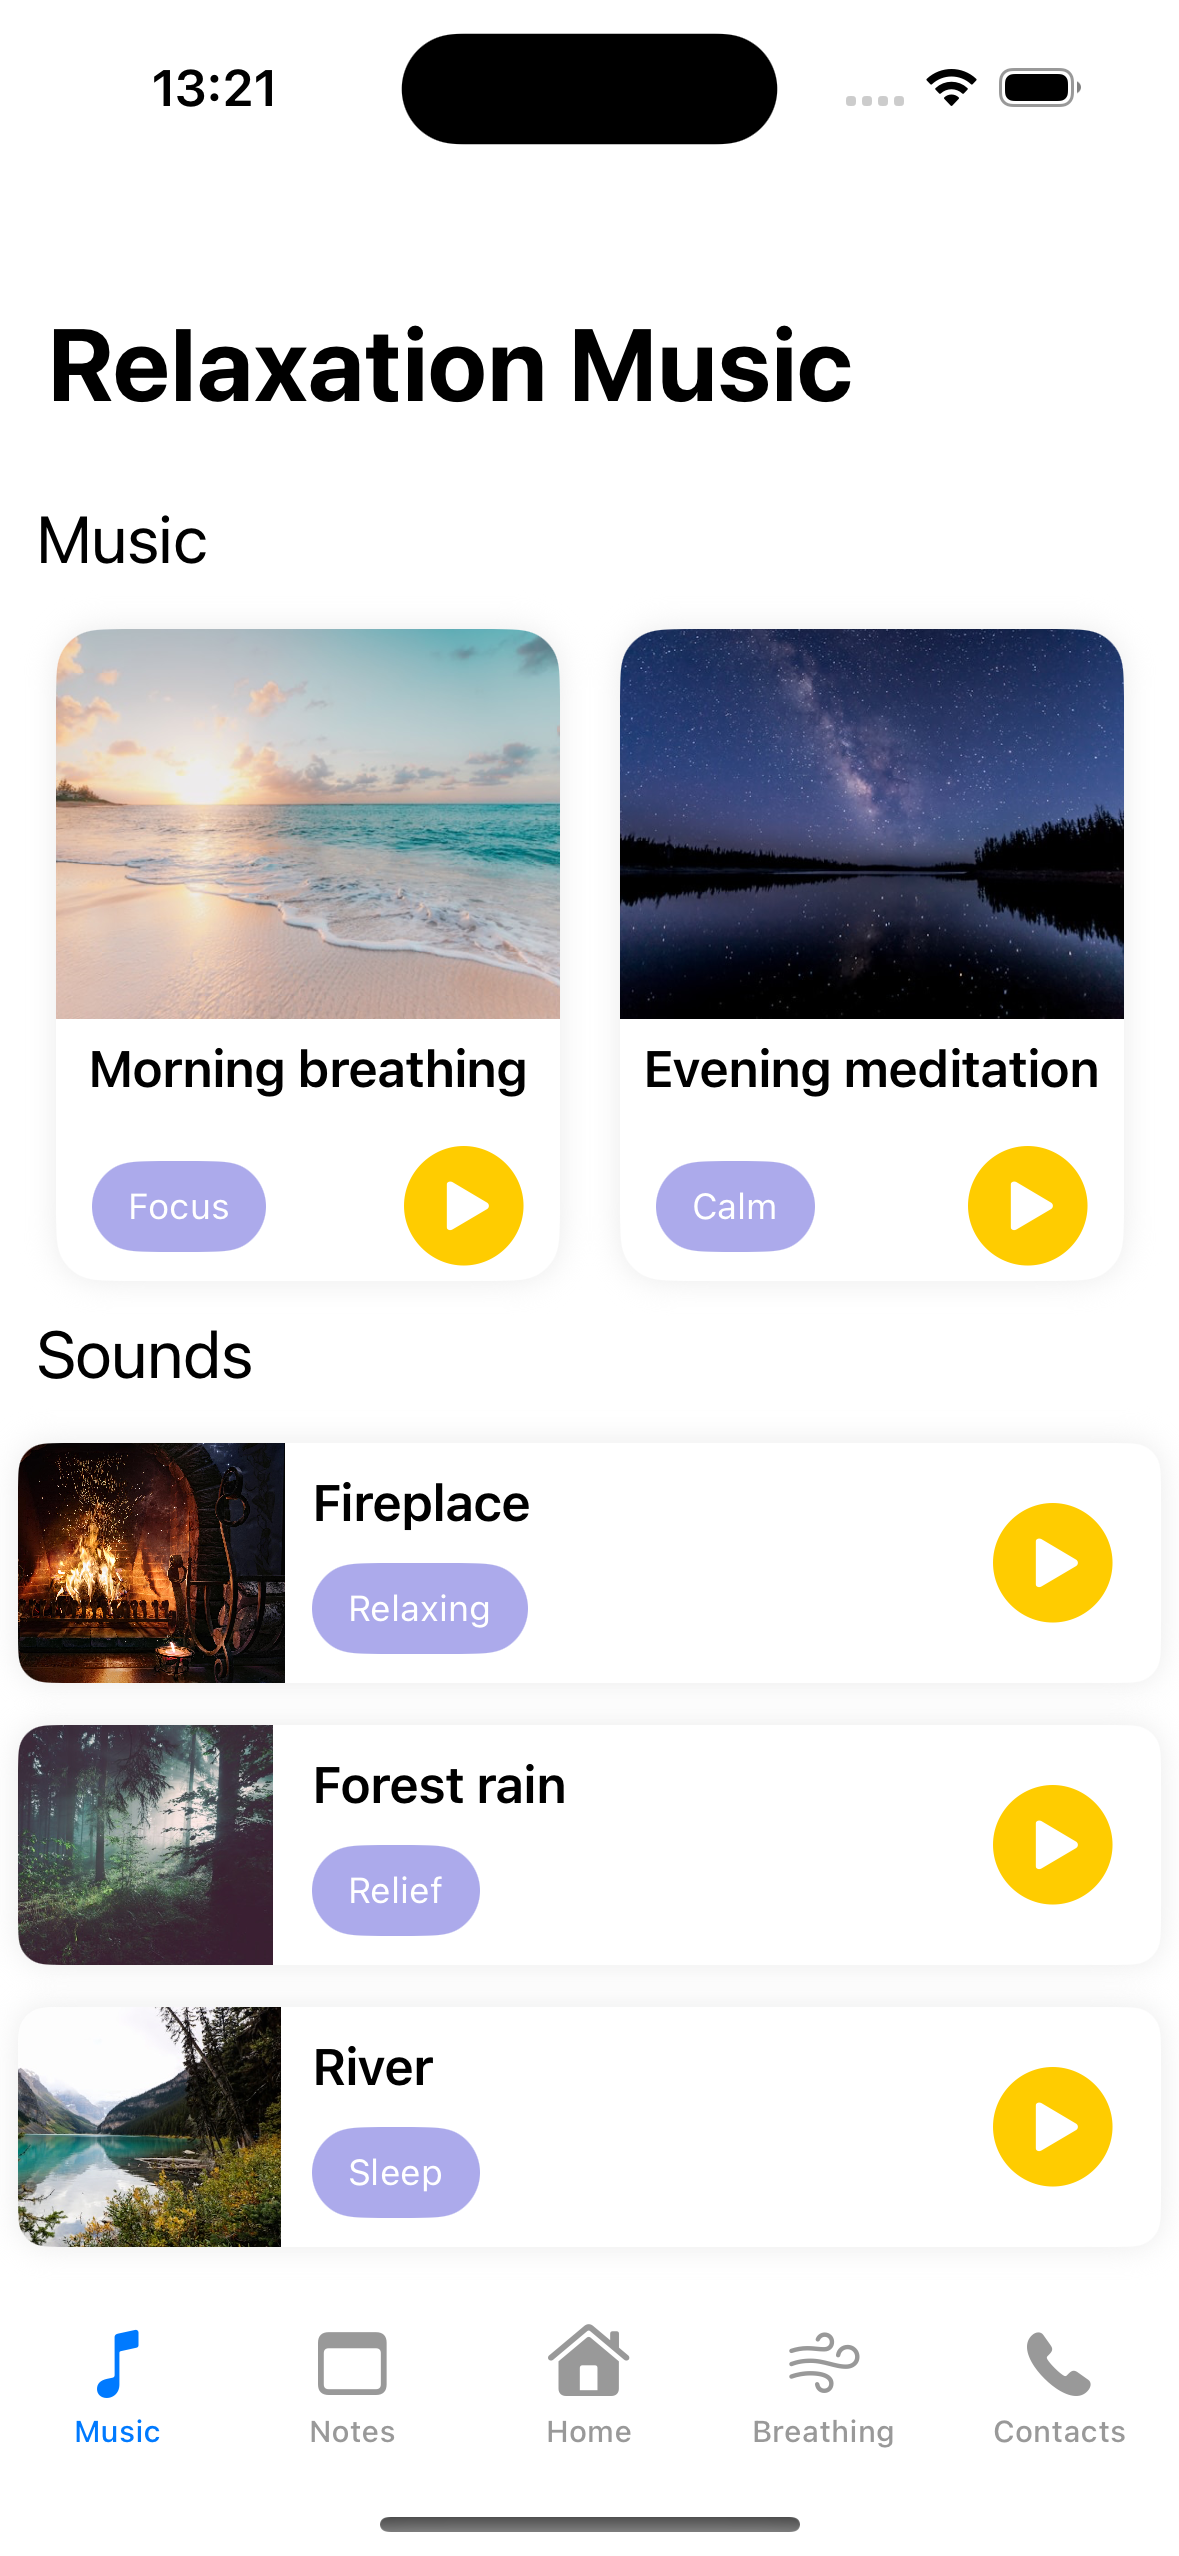 13:21
Relaxation Music
Music
Morning breathing
Focus
Evening meditation
Calm
Sounds
Fireplace
Relaxing
Forest rain
Relief
River
Sleep
Music
Notes
Home
Breathing
Contacts